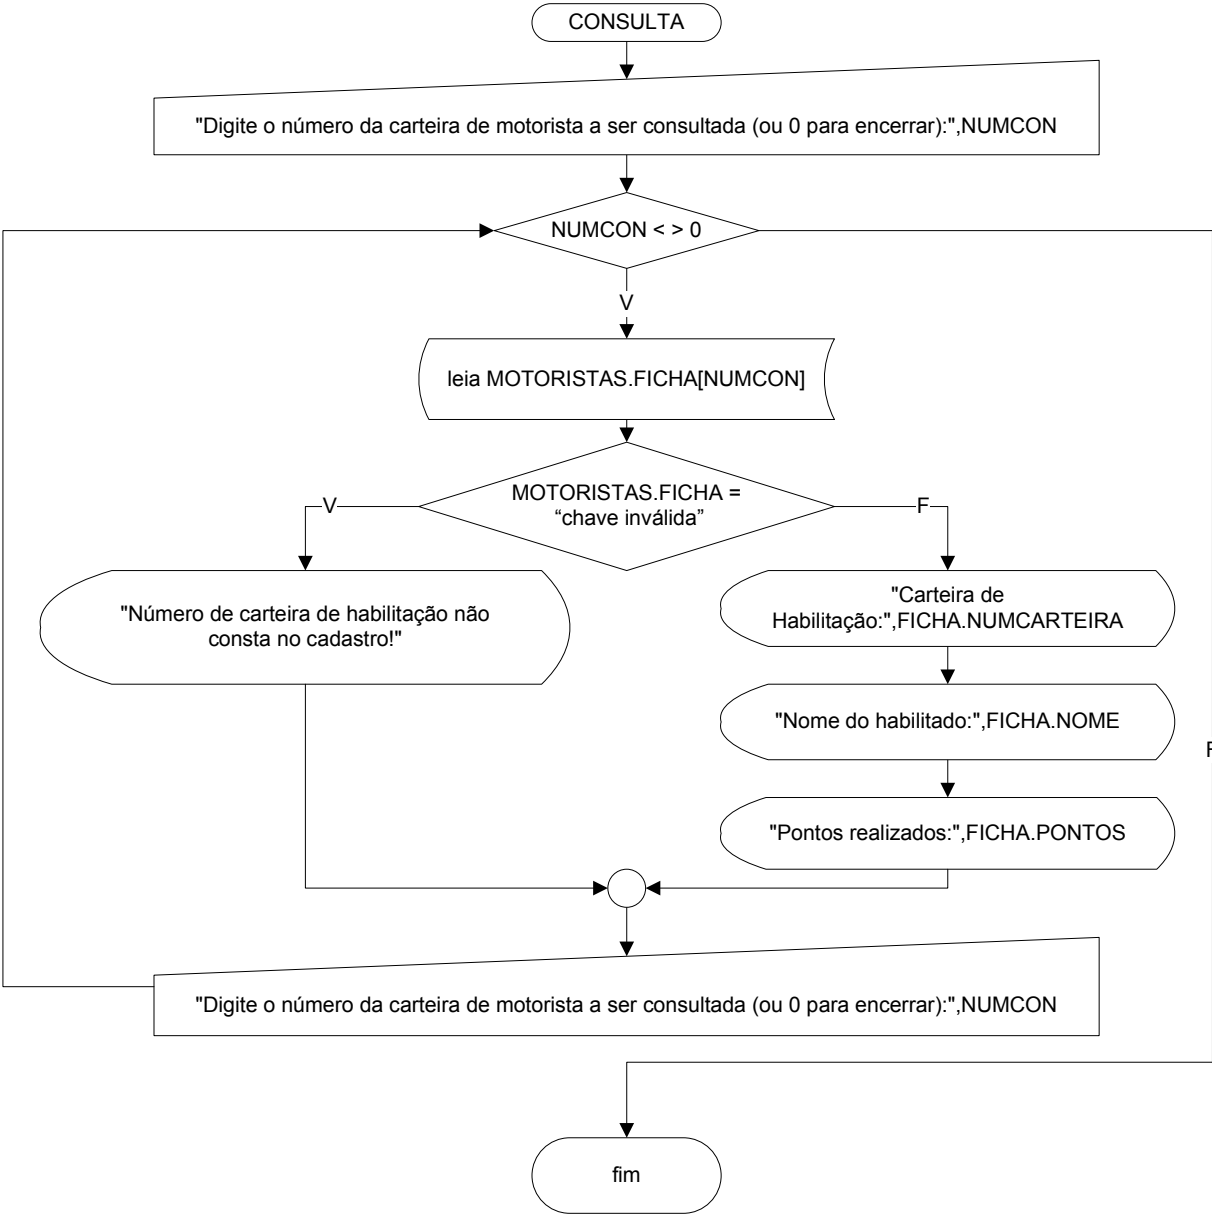 CONSULTA
"Digite o número da carteira de motorista a ser consultada (ou 0 para encerrar):",NUMCON
NUMCON < > 0
V
leia MOTORISTAS.FICHA[NUMCON]
MOTORISTAS.FICHA =
“chave inválida”
V
F
"Número de carteira de habilitação não
consta no cadastro!"
"Carteira de
Habilitação:",FICHA.NUMCARTEIRA
"Nome do habilitado:",FICHA.NOME
F
"Pontos realizados:",FICHA.PONTOS
"Digite o número da carteira de motorista a ser consultada (ou 0 para encerrar):",NUMCON
fim